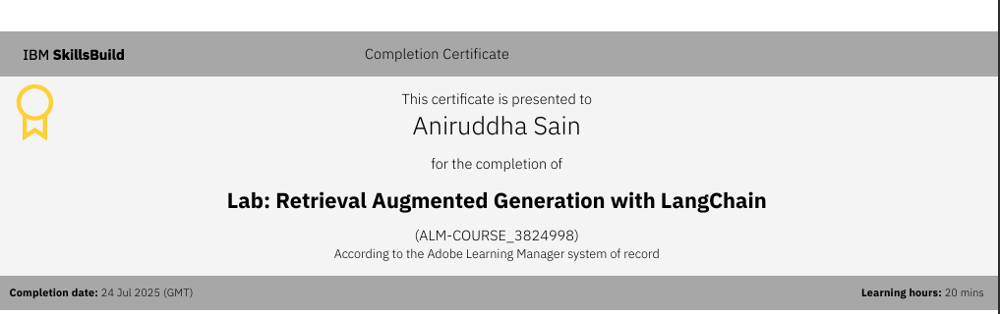 IBM SkillsBuild
Completion Certificate
This certificate is presented to
Aniruddha Sain
for the completion of
Lab: Retrieval Augmented Generation with LangChain
(ALM-COURSE_3824998)
According to the Adobe Learning Manager system of record
Completion date: 24 Jul 2025 (GMT)
Learning hours: 20 mins